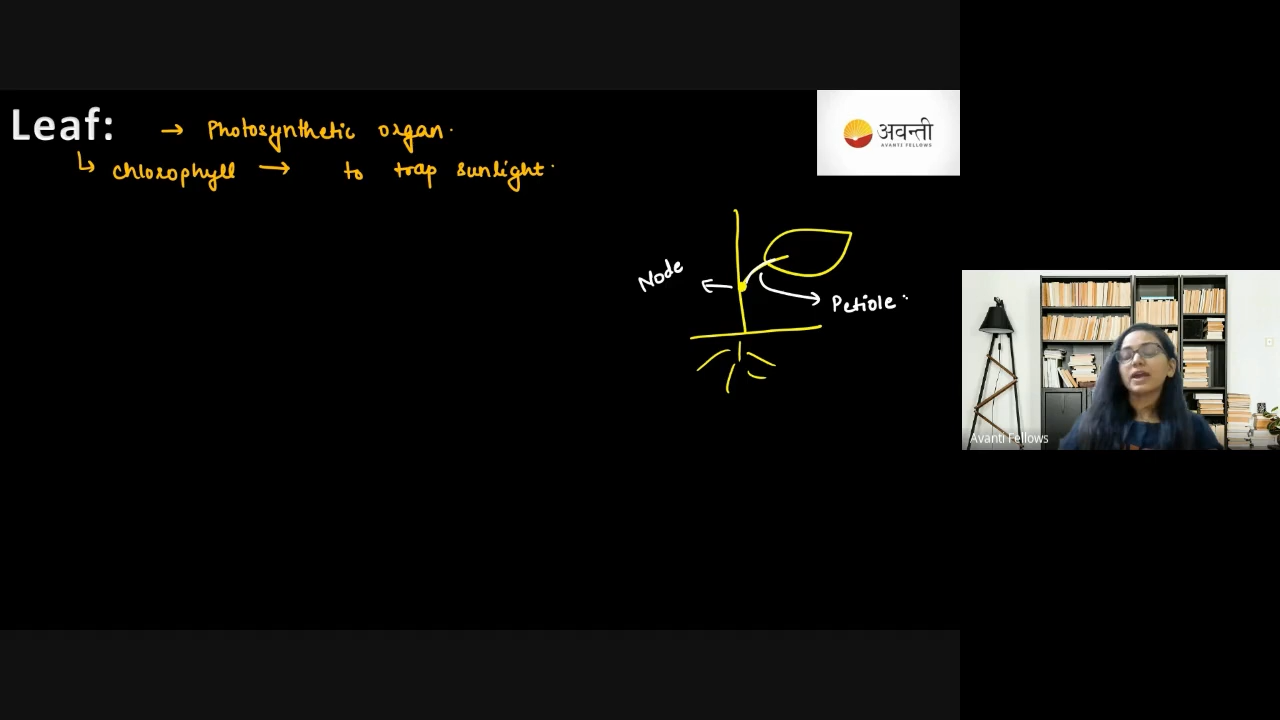 Leaf: → Photosynthetic organ.
↳ chlorophyll → to trap sunlight.
अवन्ती
AVANTI FELLOWS
Node
Petiole
Avanti Fellows